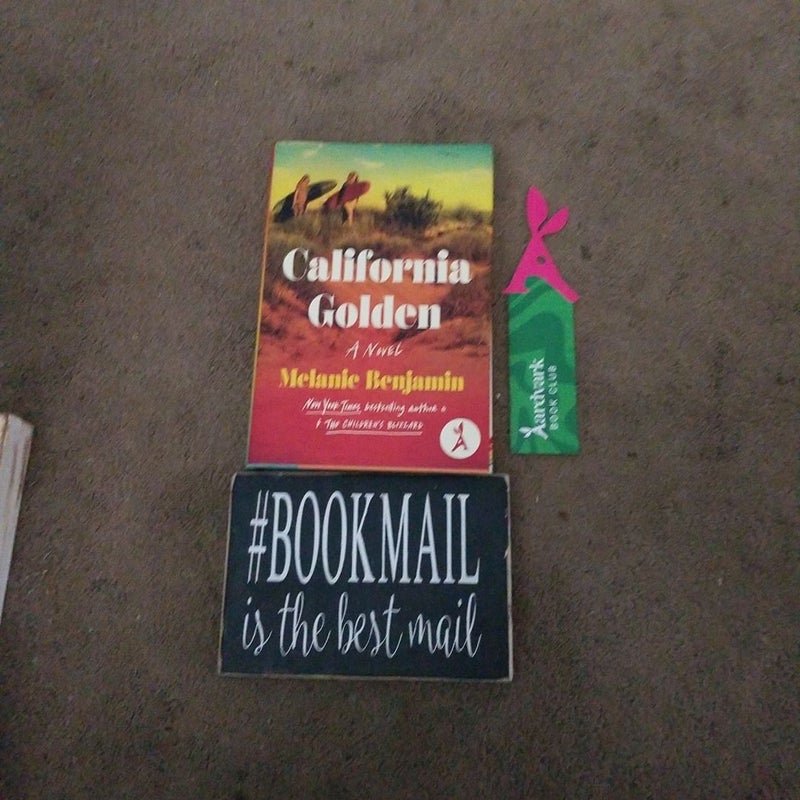 California
Golden
A Novel
Melanie Benjamin
New York Times bestselling author of
THE CHILDREN'S BLIZZARD
Aardvark
BOOK CLUB
#BOOKMAIL
is the best mail